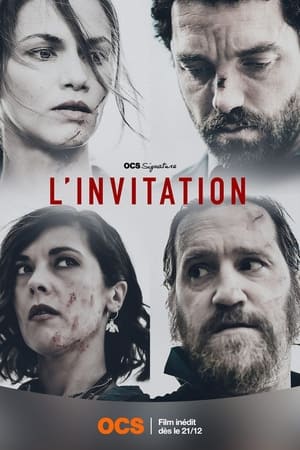 OCS Signature
L'INVITATION
OCS
Film inédit
dès le 21/12